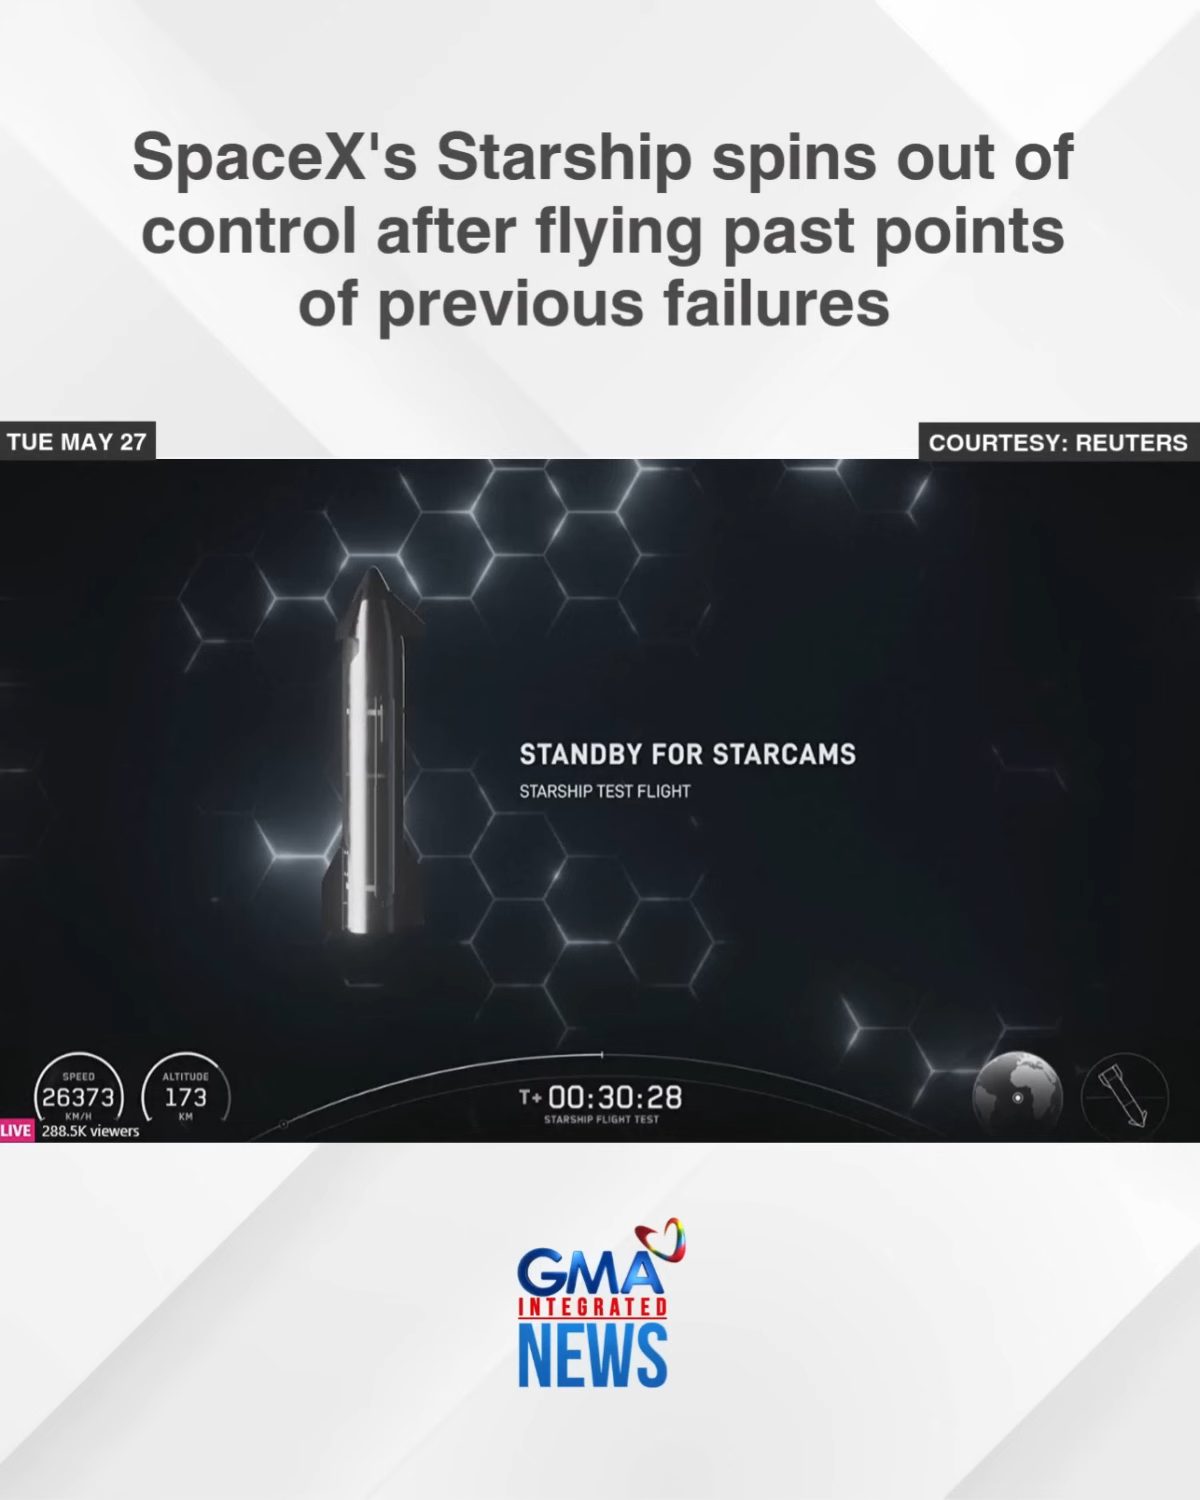 SpaceX's Starship spins out of
control after flying past points
of previous failures
TUE MAY 27
COURTESY: REUTERS
STANDBY FOR STARCAMS
STARSHIP TEST FLIGHT
SPEED
26373
KM/H
ALTITUDE
173
KM
T+ 00:30:28
STARSHIP FLIGHT TEST
LIVE 288.5K viewers
GMA
INTEGRATED
NEWS